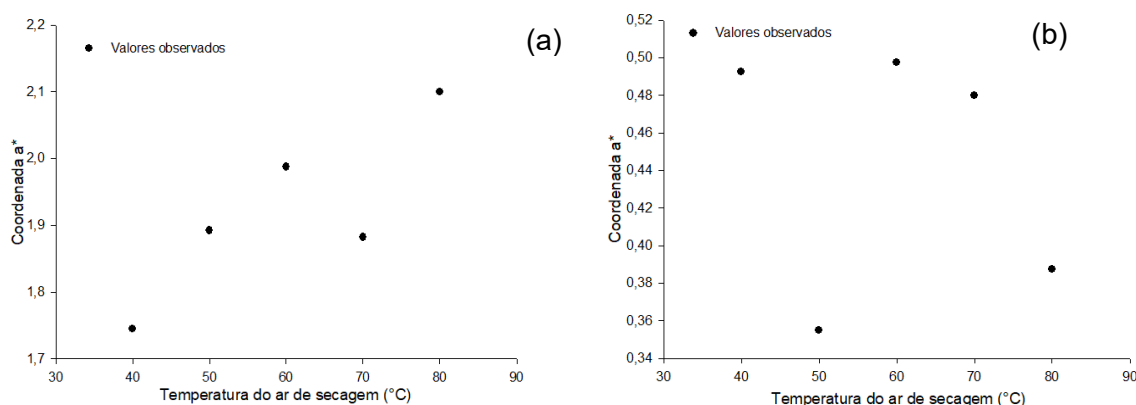 2,2
2,1
2,0
1,9
1,8
1,7
Coordenada a*
Valores observados
(a)
30 40 50 60 70 80 90
Temperatura do ar de secagem (°C)
0,52
0,50
0,48
0,46
0,44
0,42
0,40
0,38
0,36
0,34
Coordenada a*
Valores observados
(b)
30 40 50 60 70 80 90
Temperatura do ar de secagem (°C)